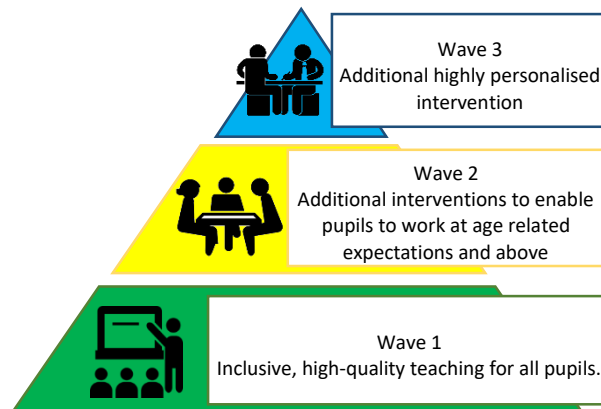 Wave 3
Additional highly personalised
intervention
Wave 2
Additional interventions to enable
pupils to work at age related
expectations and above
Wave 1
Inclusive, high-quality teaching for all pupils.